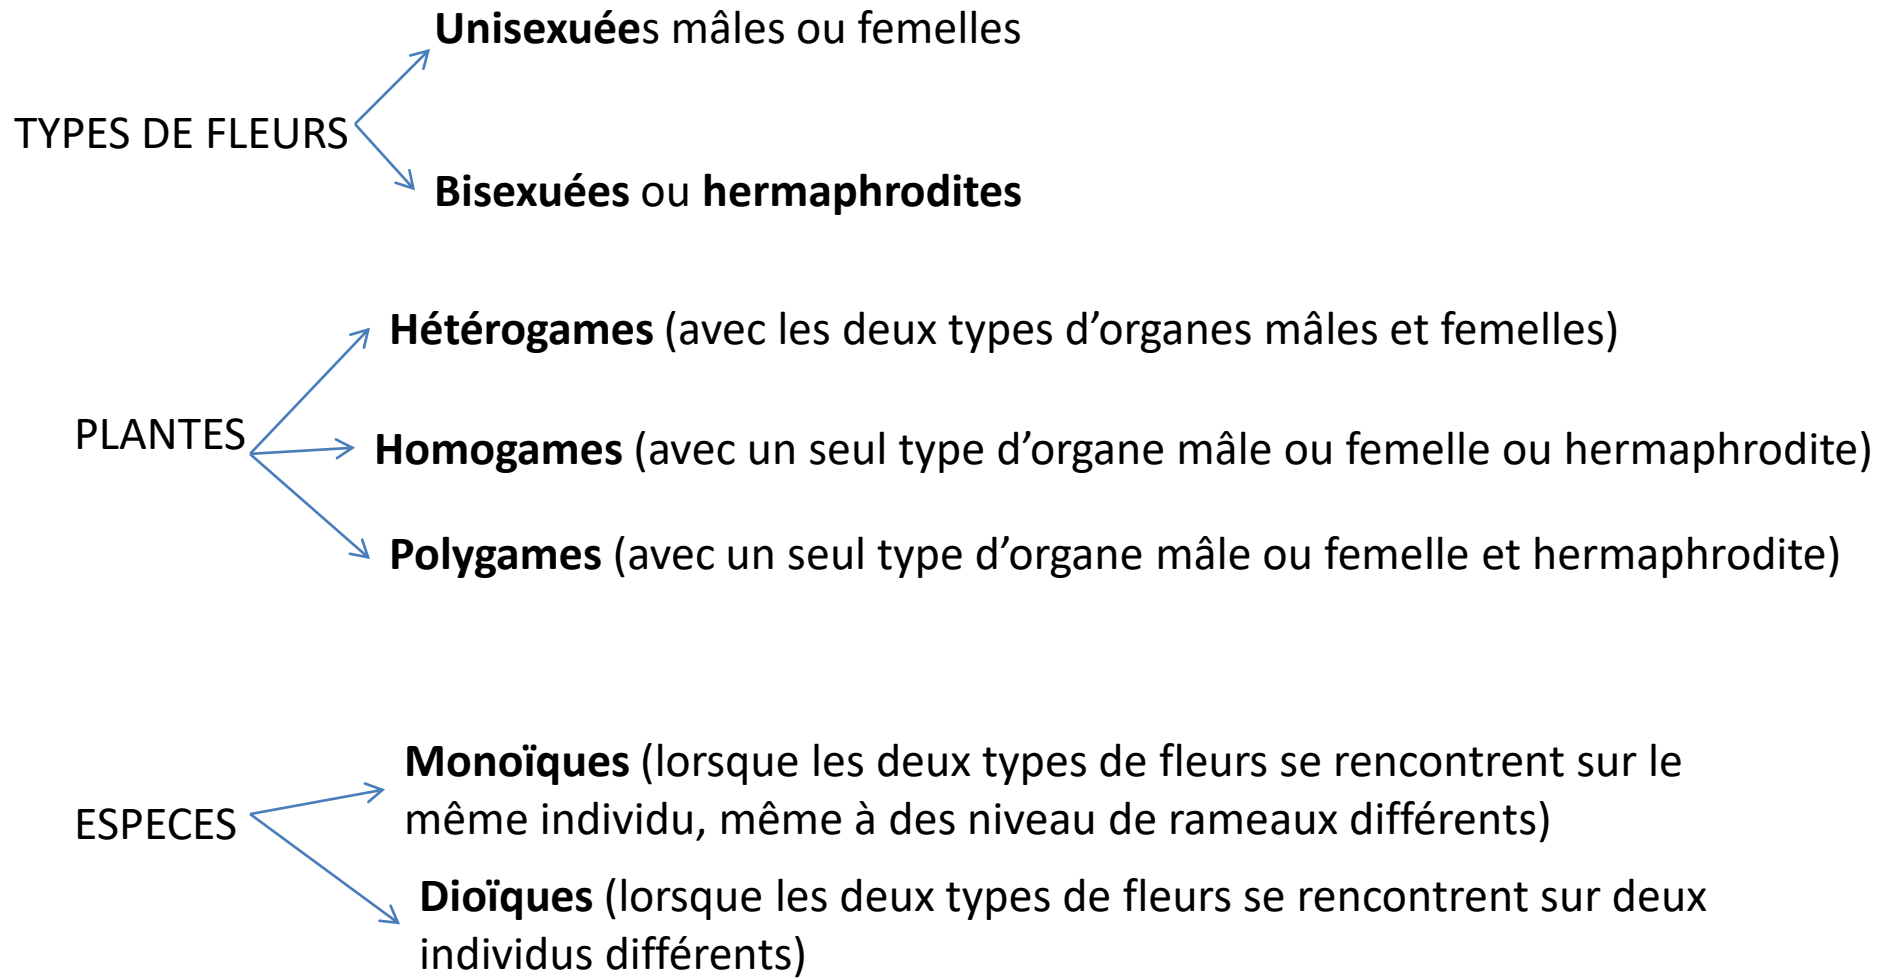 Unisexuées mâles ou femelles
TYPES DE FLEURS
Bisexuées ou hermaphrodites
Hétérogames (avec les deux types d’organes mâles et femelles)
PLANTES
Homogames (avec un seul type d’organe mâle ou femelle ou hermaphrodite)
Polygames (avec un seul type d’organe mâle ou femelle et hermaphrodite)
Monoïques (lorsque les deux types de fleurs se rencontrent sur le
même individu, même à des niveau de rameaux différents)
ESPECES
Dioïques (lorsque les deux types de fleurs se rencontrent sur deux
individus différents)